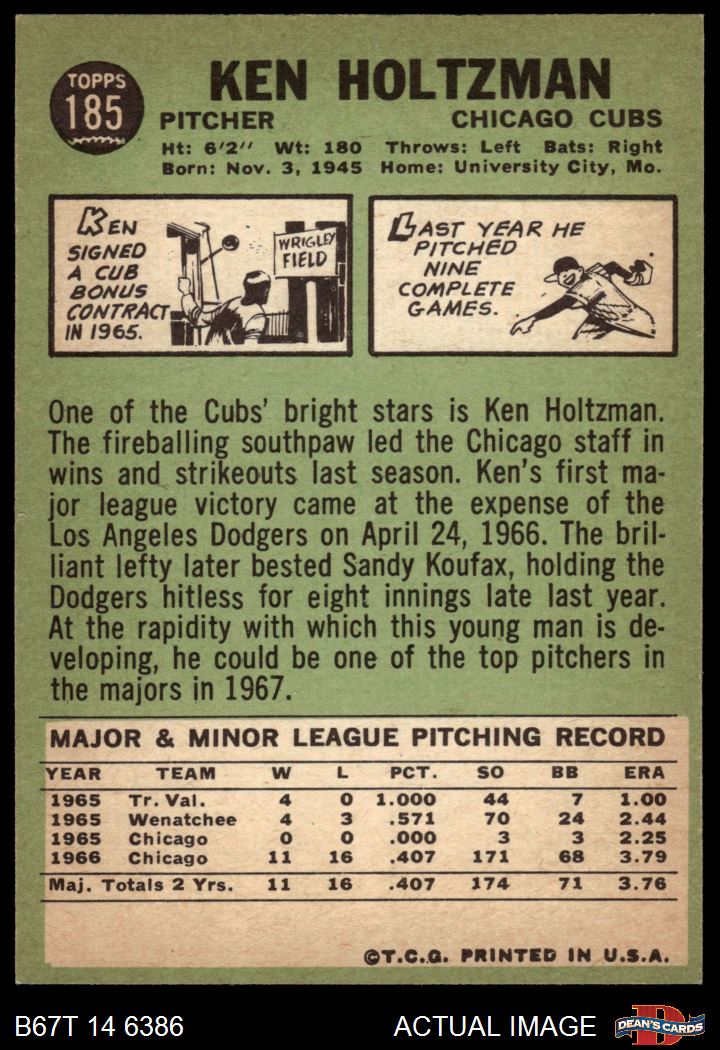 TOPPS
185
KEN HOLTZMAN
PITCHER CHICAGO CUBS
Ht: 6'2" Wt: 180 Throws: Left Bats: Right
Born: Nov. 3, 1945 Home: University City, Mo.
KEN
SIGNED
A CUB
BONUS
CONTRACT
IN 1965.
WRIGLEY
FIELD
LAST YEAR HE
PITCHED
NINE
COMPLETE
GAMES.
One of the Cubs' bright stars is Ken Holtzman.
The fireballing southpaw led the Chicago staff in
wins and strikeouts last season. Ken's first ma-
jor league victory came at the expense of the
Los Angeles Dodgers on April 24, 1966. The bril-
liant lefty later bested Sandy Koufax, holding the
Dodgers hitless for eight innings late last year.
At the rapidity with which this young man is de-
veloping, he could be one of the top pitchers in
the majors in 1967.
MAJOR & MINOR LEAGUE PITCHING RECORD
YEAR TEAM W L PCT. SO BB ERA
1965 Tr. Val. 4 0 1.000 44 7 1.00
1965 Wenatchee 4 3 .571 70 24 2.44
1965 Chicago 0 0 .000 3 3 2.25
1966 Chicago 11 16 .407 171 68 3.79
Maj. Totals 2 Yrs. 11 16 .407 174 71 3.76
©T.C.G. PRINTED IN U.S.A.
B67T 14 6386 ACTUAL IMAGE
DEAN'S CARDS